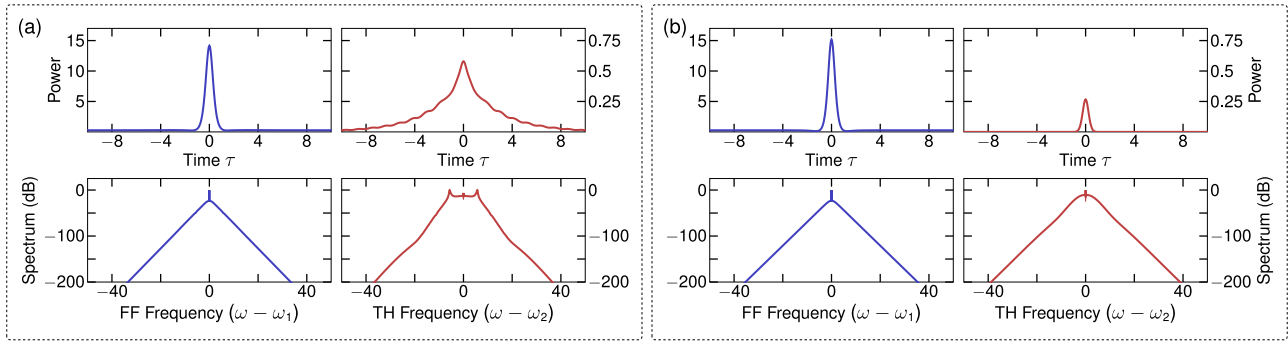 (a)
(b)
15
10
5
Power
−8 −4 0 4 8
Time τ
0.75
0.5
0.25
−8 −4 0 4 8
Time τ
15
10
5
−8 −4 0 4 8
Time τ
0.75
0.5
0.25
Power
−8 −4 0 4 8
Time τ
0
−100
−200
Spectrum (dB)
−40 0 40
FF Frequency (ω − ω₁)
0
−100
−200
−40 0 40
TH Frequency (ω − ω₂)
−40 0 40
FF Frequency (ω − ω₁)
0
−100
−200
Spectrum (dB)
−40 0 40
TH Frequency (ω − ω₂)